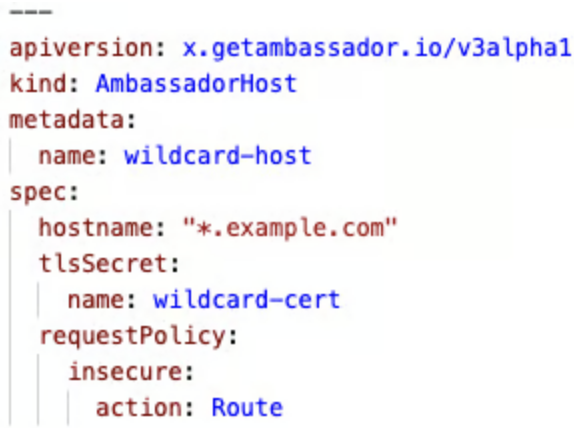 ---
apiversion: x.getambassador.io/v3alpha1
kind: AmbassadorHost
metadata:
  name: wildcard-host
spec:
  hostname: "*.example.com"
  tlsSecret:
    name: wildcard-cert
  requestPolicy:
    insecure:
      action: Route